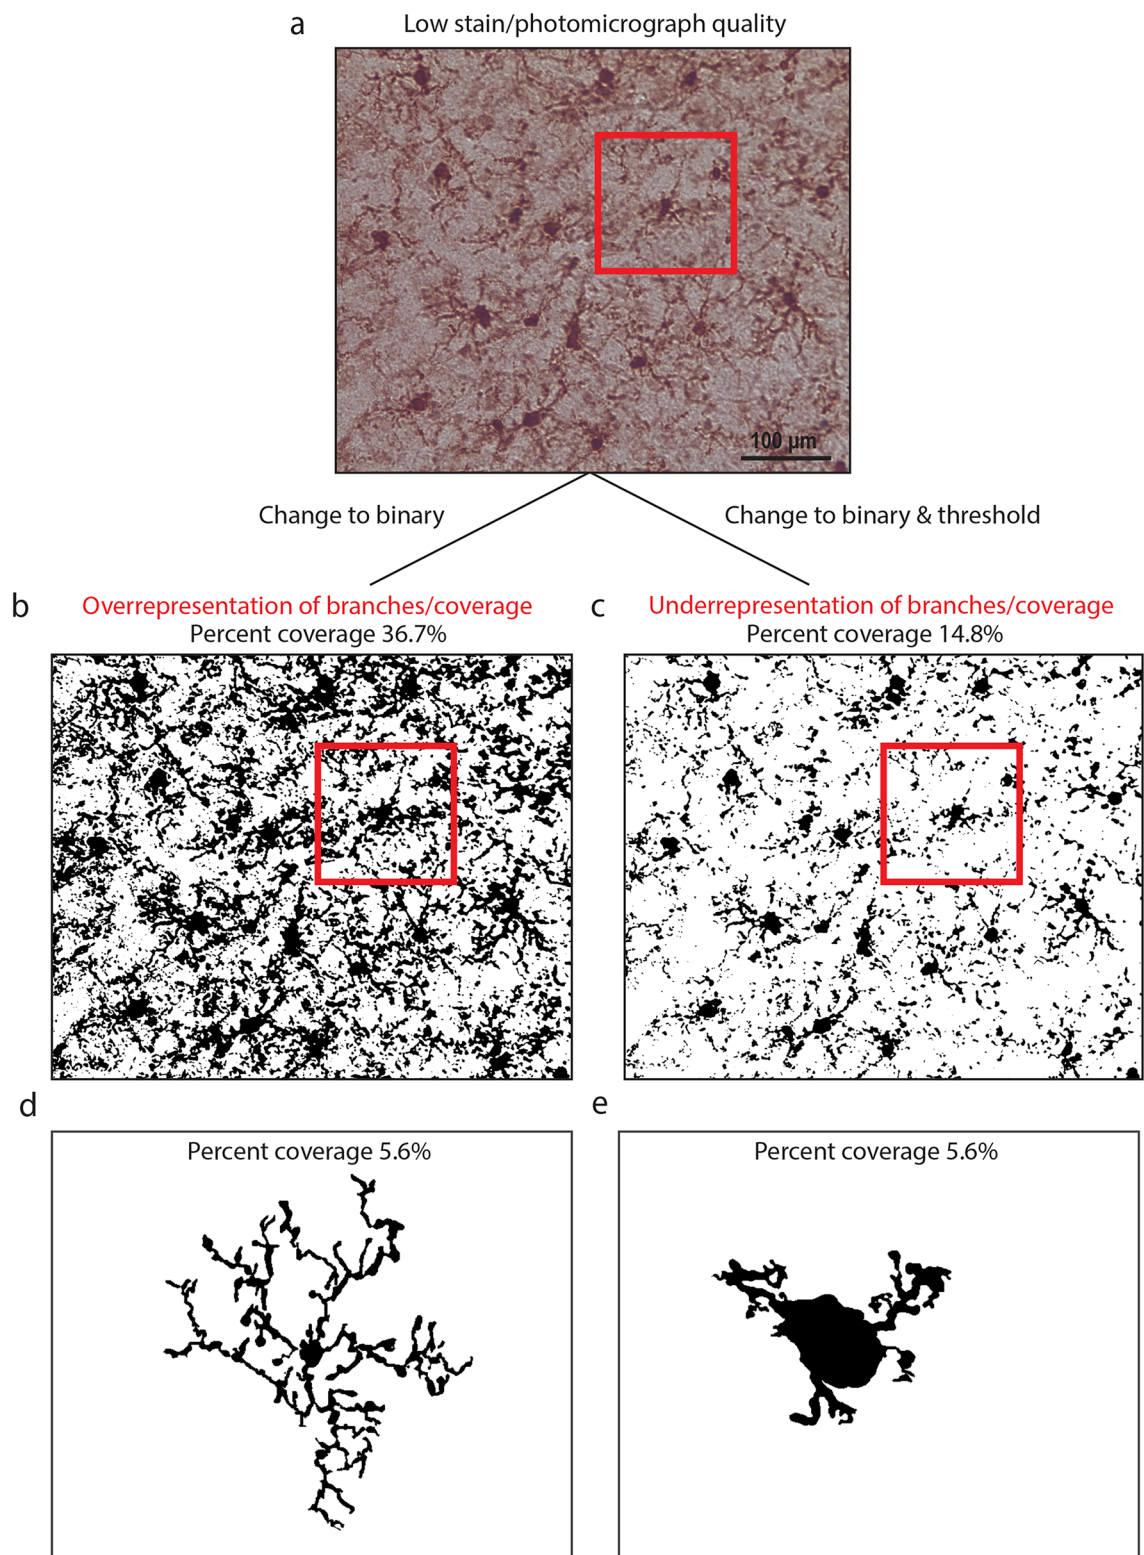 a
Low stain/photomicrograph quality
100 µm
Change to binary
Change to binary & threshold
b
Overrepresentation of branches/coverage
Percent coverage 36.7%
c
Underrepresentation of branches/coverage
Percent coverage 14.8%
d
Percent coverage 5.6%
e
Percent coverage 5.6%